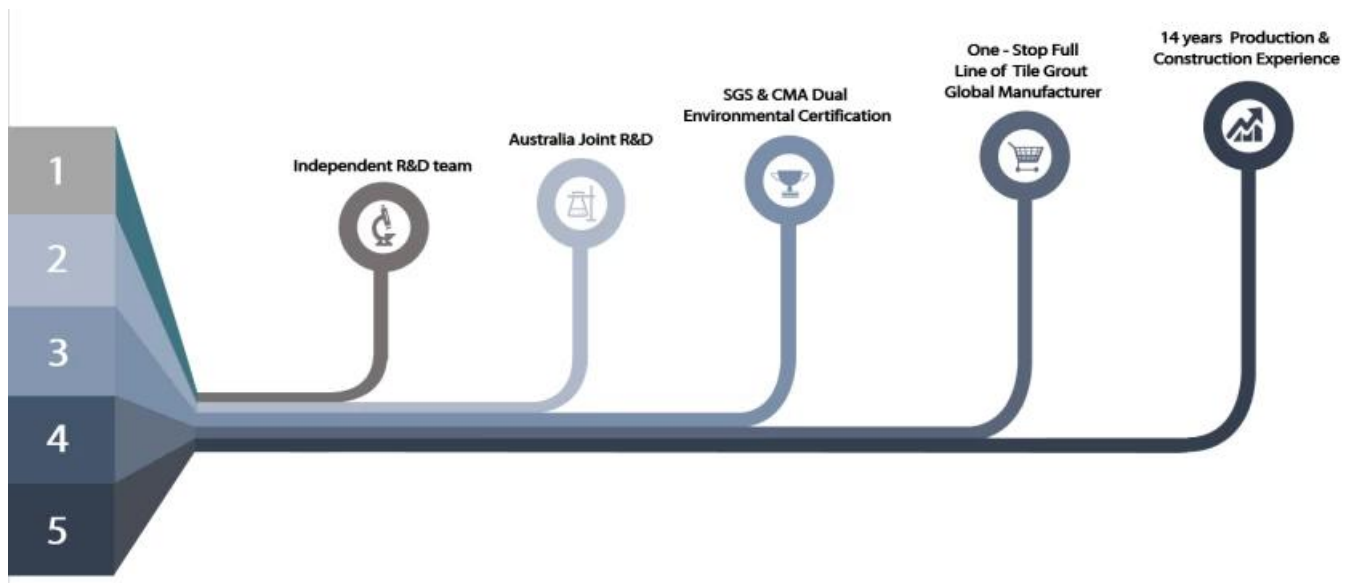 1
2
3
4
5
Independent R&D team
Australia Joint R&D
SGS & CMA Dual
Environmental Certification
One - Stop Full
Line of Tile Grout
Global Manufacturer
14 years Production &
Construction Experience